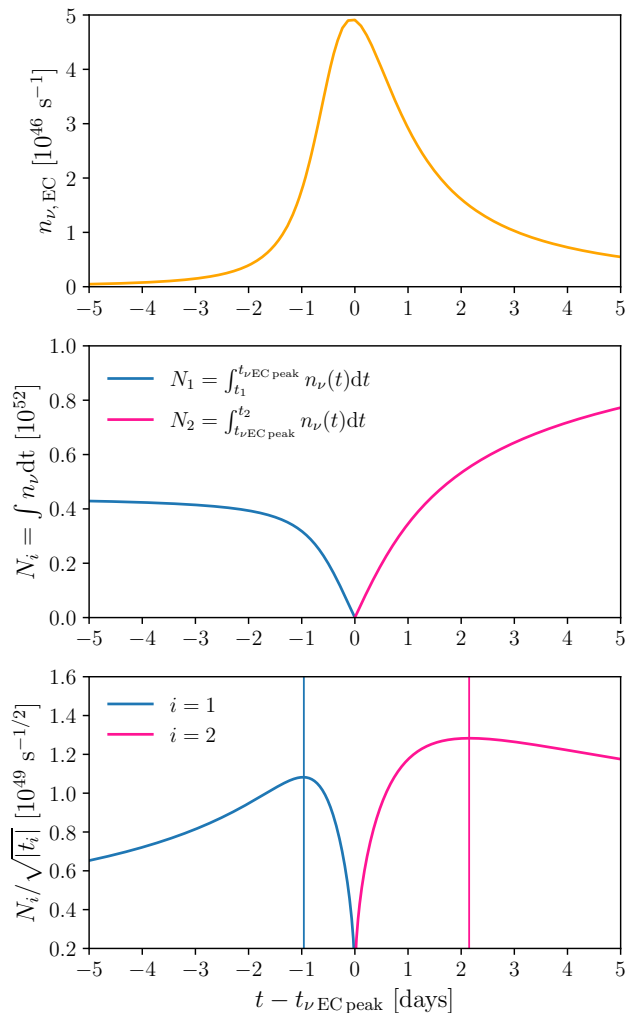 5
4
3
2
1
0
n_{ν, EC} [10^{46} s^{−1}]
−5 −4 −3 −2 −1 0 1 2 3 4 5
1.0
0.8
0.6
0.4
0.2
0.0
N_i = ∫ n_ν dt [10^{52}]
N_1 = ∫_{t_1}^{t_{νEC peak}} n_ν(t)dt
N_2 = ∫_{t_{νEC peak}}^{t_2} n_ν(t)dt
−5 −4 −3 −2 −1 0 1 2 3 4 5
1.6
1.4
1.2
1.0
0.8
0.6
0.4
0.2
N_i/√|t_i| [10^{49} s^{−1/2}]
i = 1
i = 2
−5 −4 −3 −2 −1 0 1 2 3 4 5
t − t_{ν EC peak} [days]